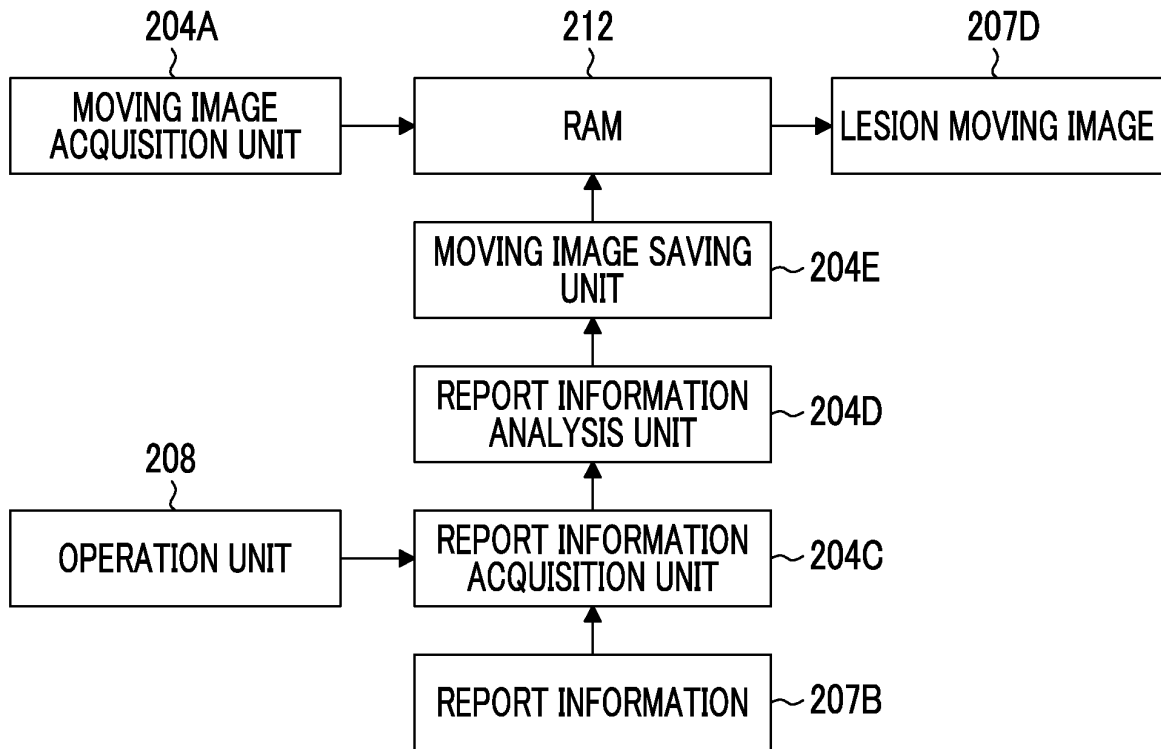 204A
212
207D
MOVING IMAGE
ACQUISITION UNIT
RAM
LESION MOVING IMAGE
MOVING IMAGE SAVING
UNIT
204E
REPORT INFORMATION
ANALYSIS UNIT
204D
208
OPERATION UNIT
REPORT INFORMATION
ACQUISITION UNIT
204C
REPORT INFORMATION
207B